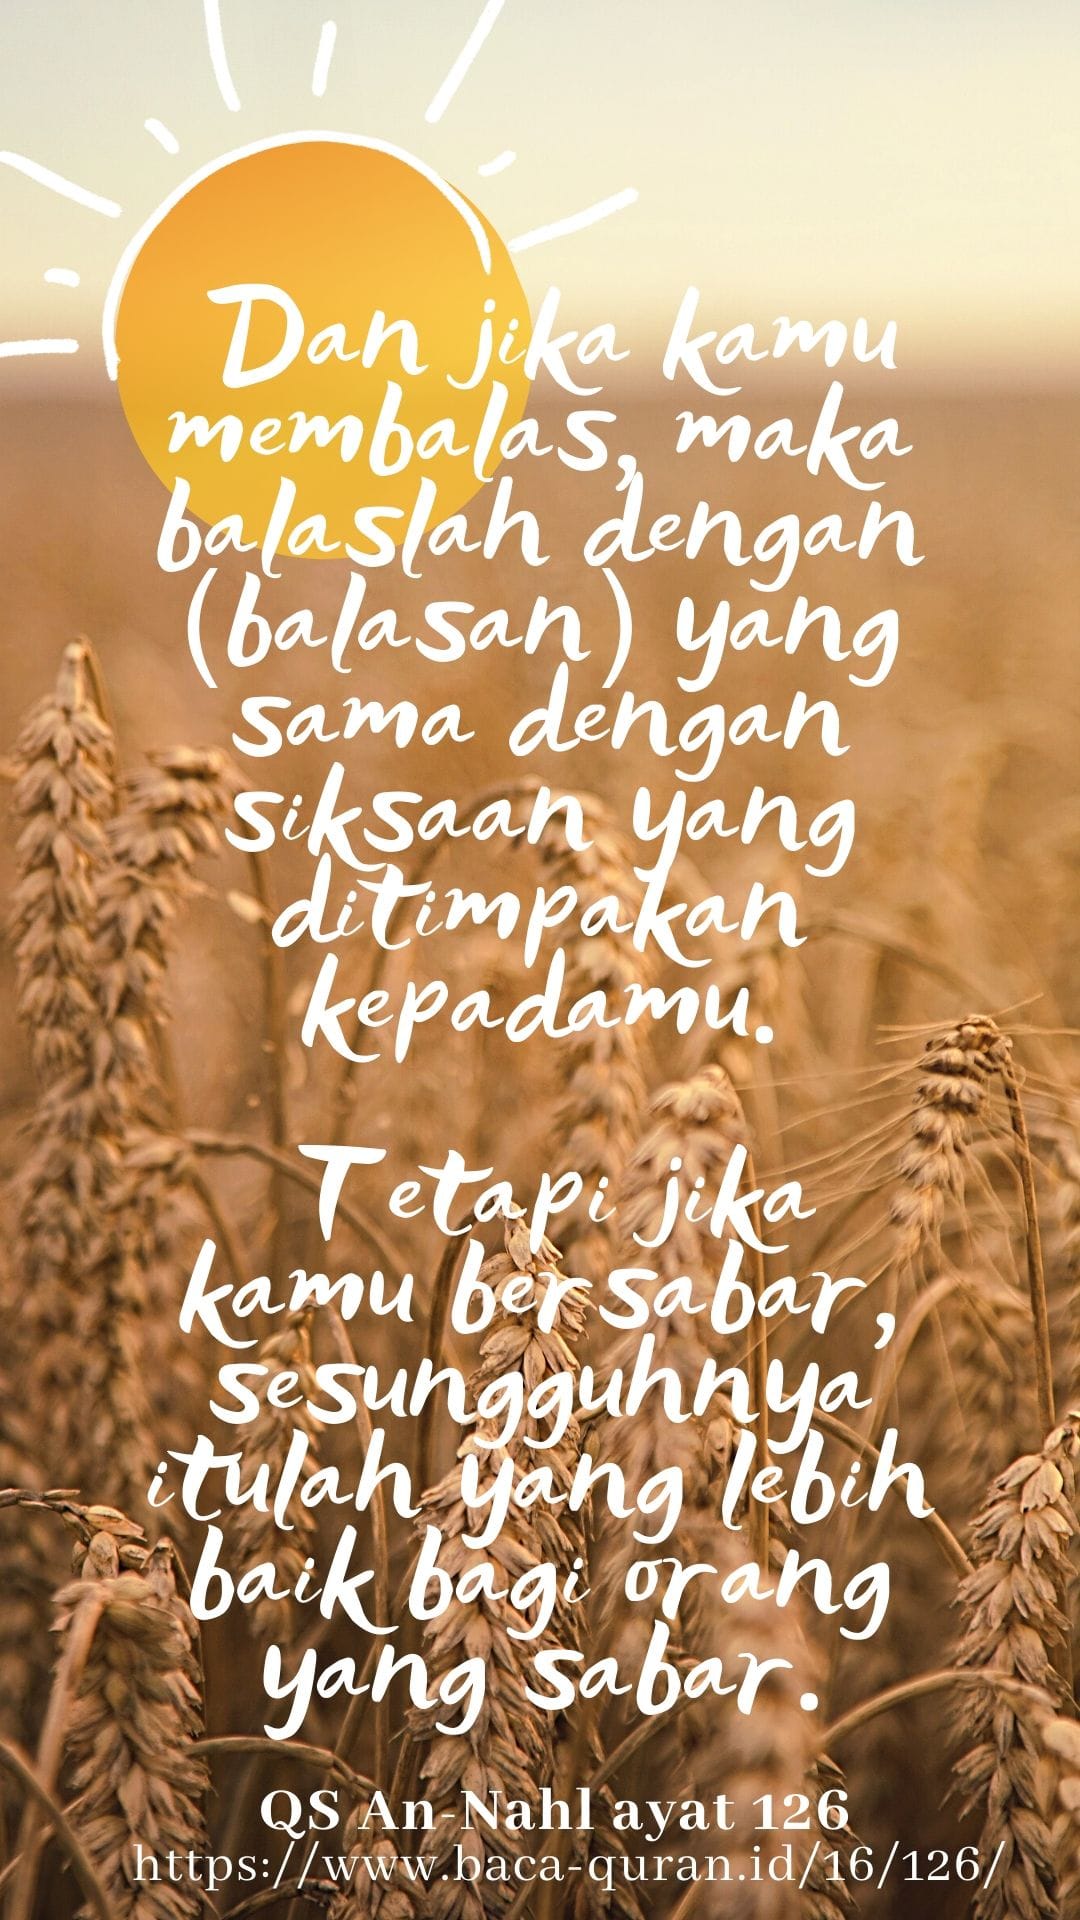 Dan jika kamu
membalas, maka
balaslah dengan
(balasan) yang
sama dengan
siksaan yang
ditimpakan
kepadamu.
Tetapi jika
kamu bersabar,
sesungguhnya
itulah yang lebih
baik bagi orang
yang sabar.
QS An-Nahl ayat 126
https://www.baca-quran.id/16/126/